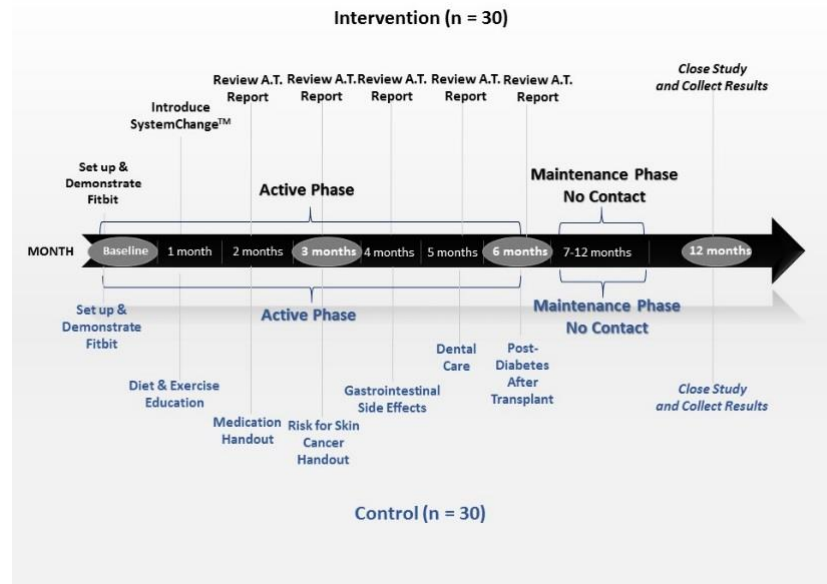 Intervention (n = 30)
Review A.T.
Report
Review A.T.
Report
Review A.T.
Report
Review A.T.
Report
Review A.T.
Report
Close Study
and Collect Results
Introduce
SystemChange™
Set up &
Demonstrate
Fitbit
Active Phase
Maintenance Phase
No Contact
MONTH
Baseline
1 month
2 months
3 months
4 months
5 months
6 months
7-12 months
12 months
Set up &
Demonstrate
Fitbit
Active Phase
Maintenance Phase
No Contact
Diet & Exercise
Education
Medication
Handout
Risk for Skin
Cancer
Handout
Gastrointestinal
Side Effects
Dental
Care
Post-
Diabetes
After
Transplant
Close Study
and Collect Results
Control (n = 30)